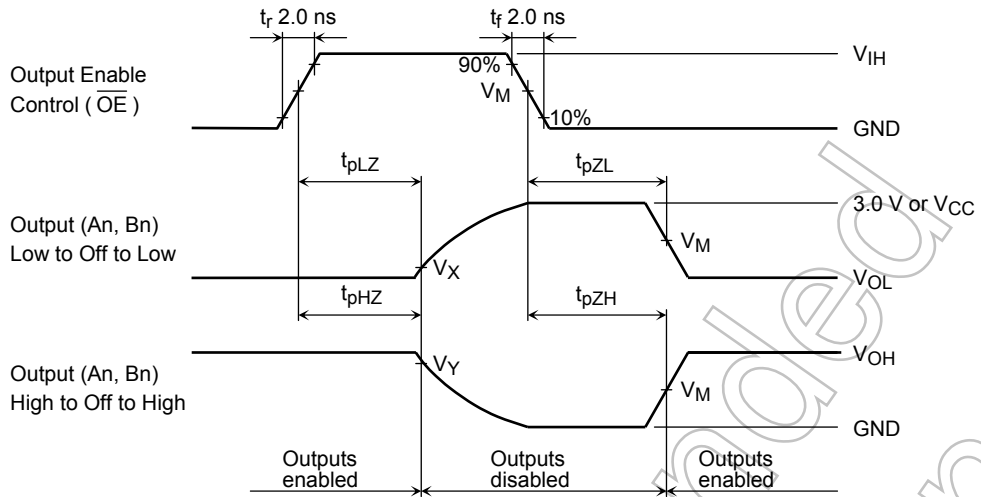 tr 2.0 ns
tf 2.0 ns
Output Enable
Control ( OE )
90%
VM
10%
VIH
GND
tpLZ
tpZL
Output (An, Bn)
Low to Off to Low
VX
VM
3.0 V or VCC
VOL
tpHZ
tpZH
Output (An, Bn)
High to Off to High
VY
VM
VOH
GND
Outputs
enabled
Outputs
disabled
Outputs
enabled